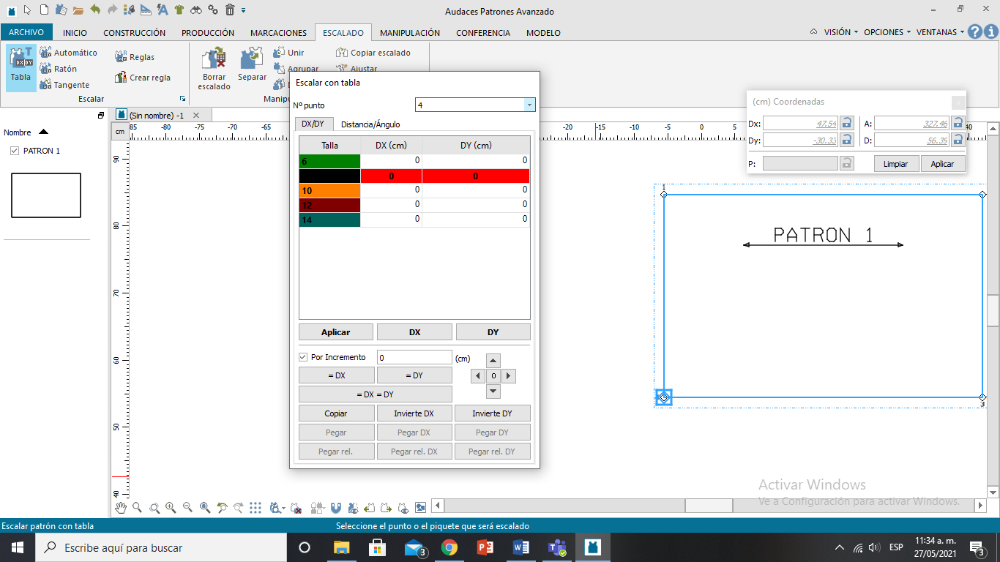 Audaces Patrones Avanzado
ARCHIVO INICIO CONSTRUCCIÓN PRODUCCIÓN MARCACIONES ESCALADO MANIPULACIÓN CONFERENCIA MODELO VISIÓN OPCIONES VENTANAS
Tabla
Automático
Ratón
Tangente
Reglas
Crear regla
Escalar
Borrar escalado
Separar
Unir
Agrupar
Copiar escalado
Ajustar
Manipu
(Sin nombre) -1
Nombre
PATRON 1
cm
-85 -80 -75 -70 -65 -20 -15 -10 -5 0 5 40
90
80
70
60
50
40
Escalar con tabla
Nº punto 4
DX/DY Distancia/Ángulo
Talla DX (cm) DY (cm)
6 0 0
0 0
10 0 0
12 0 0
14 0 0
Aplicar DX DY
Por Incremento 0 (cm)
= DX = DY 0
= DX = DY
Copiar Invierte DX Invierte DY
Pegar Pegar DX Pegar DY
Pegar rel. Pegar rel. DX Pegar rel. DY
(cm) Coordenadas x
Dx: 47.54 A: 327.46
Dy: -30.33 D: 56.39
P: Limpiar Aplicar
1
PATRON 1
3
Activar Windows
Ve a Configuración para activar Windows.
Escalar patrón con tabla Seleccione el punto o el piquete que será escalado
Escribe aquí para buscar
3
ESP
11:34 a. m.
27/05/2021
3